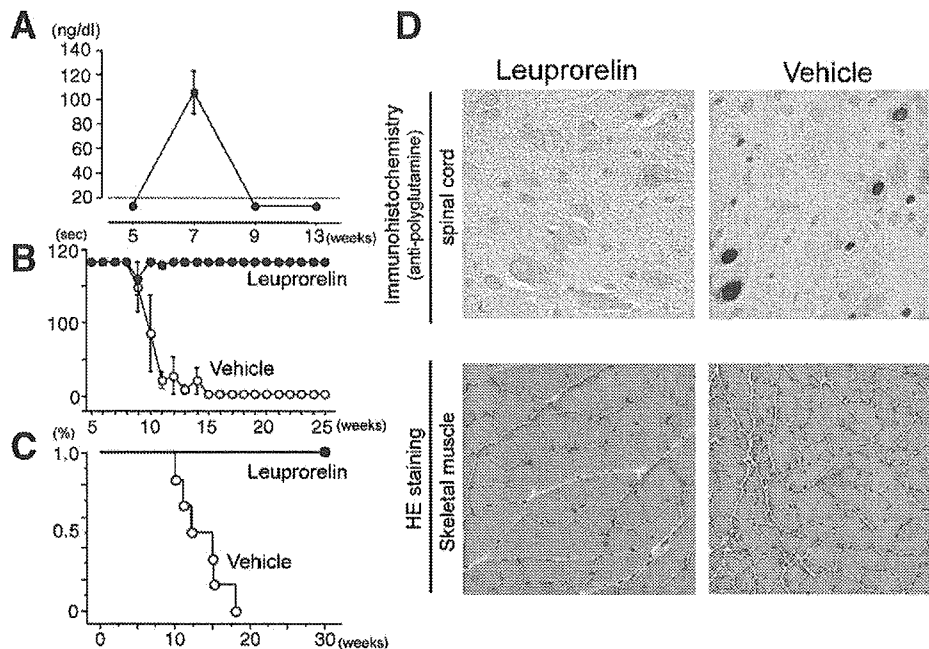 A
(ng/dl)
140
120
100
80
60
40
20
5 7 9 13 (weeks)
B
(sec)
120
100
0
Leuprorelin
Vehicle
5 10 15 20 25 (weeks)
C
(%)
1.0
0.5
0
Leuprorelin
Vehicle
0 10 20 30 (weeks)
D
Leuprorelin Vehicle
Immunohistochemistry
(anti-polyglutamine)
spinal cord
HE staining
Skeletal muscle